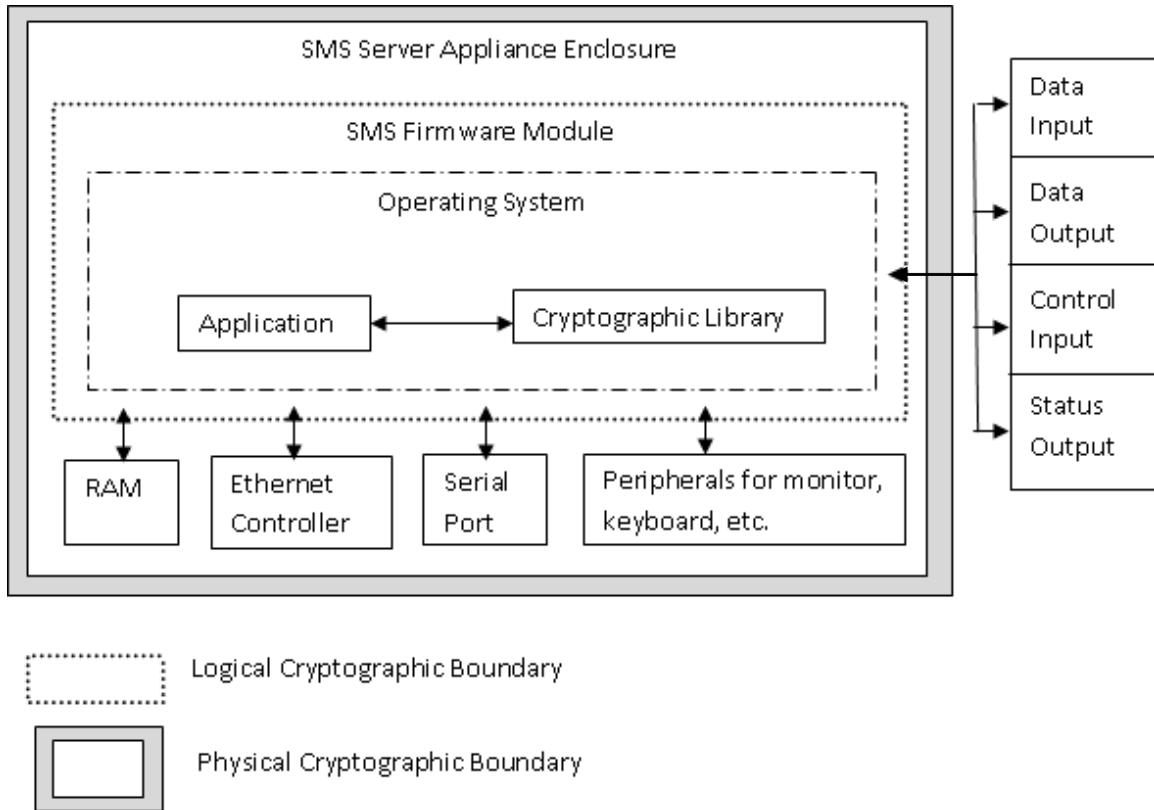 SMS Server Appliance Enclosure
SMS Firmware Module
Operating System
Application
Cryptographic Library
RAM
Ethernet
Controller
Serial
Port
Peripherals for monitor,
keyboard, etc.
Data
Input
Data
Output
Control
Input
Status
Output
Logical Cryptographic Boundary
Physical Cryptographic Boundary